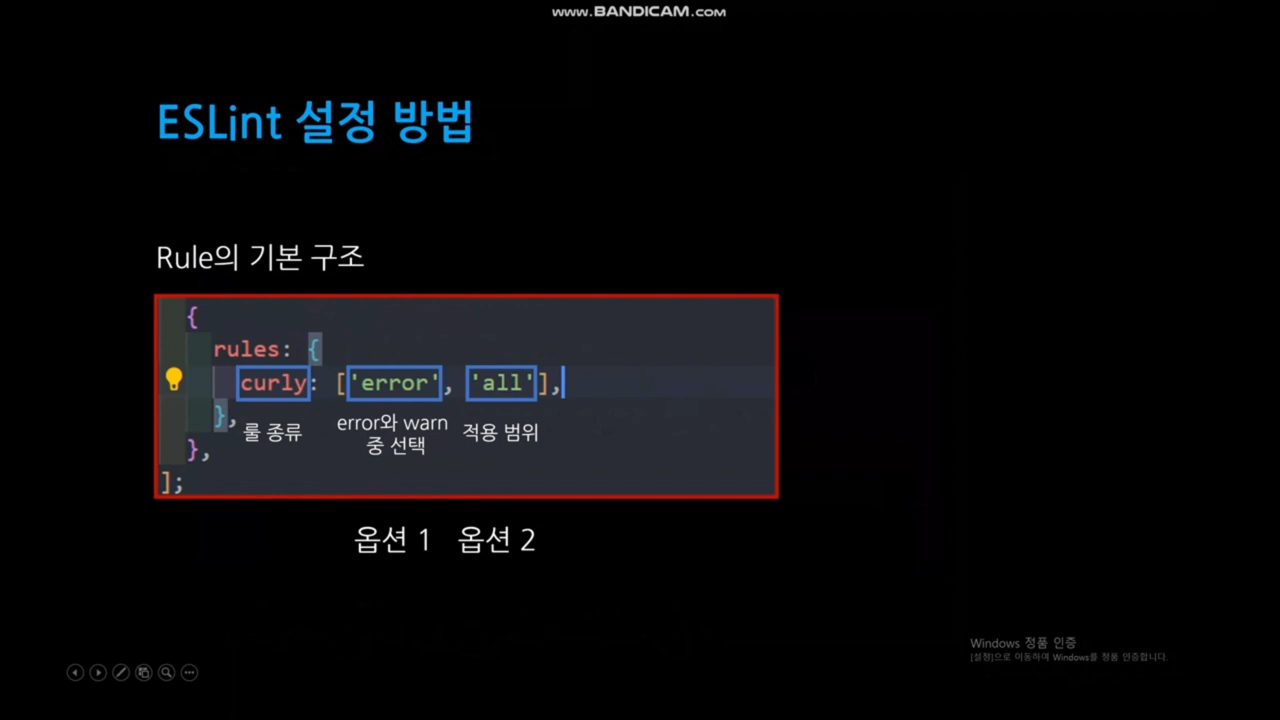 www.BANDICAM.com
ESLint 설정 방법
Rule의 기본 구조
{
rules: {
curly: ['error', 'all'],
},
룰 종류
error와 warn
중 선택
적용 범위
},
];
옵션 1 옵션 2
Windows 정품 인증
[설정]으로 이동하여 Windows를 정품 인증합니다.